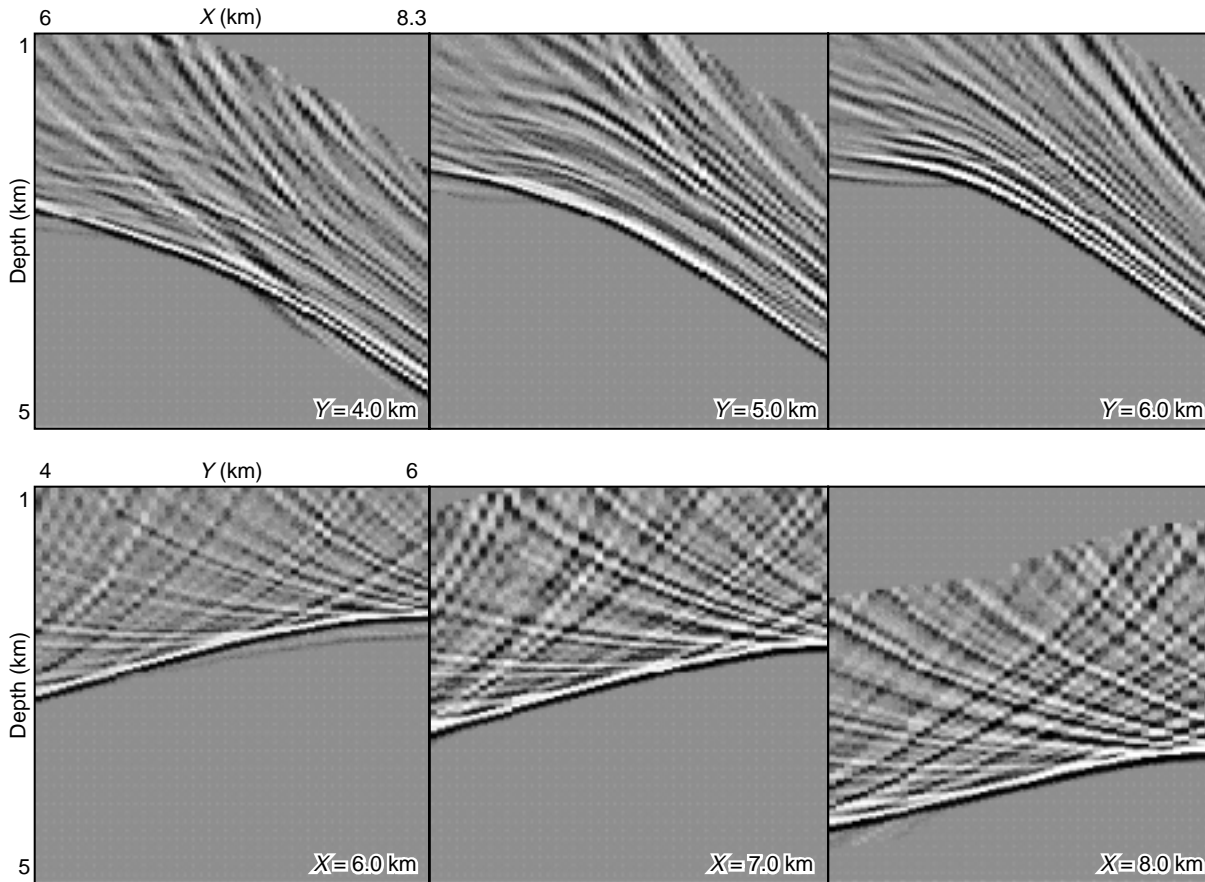 6 X (km) 8.3
1
Depth (km)
5
Y = 4.0 km
Y = 5.0 km
Y = 6.0 km
4 Y (km) 6
1
Depth (km)
5
X = 6.0 km
X = 7.0 km
X = 8.0 km